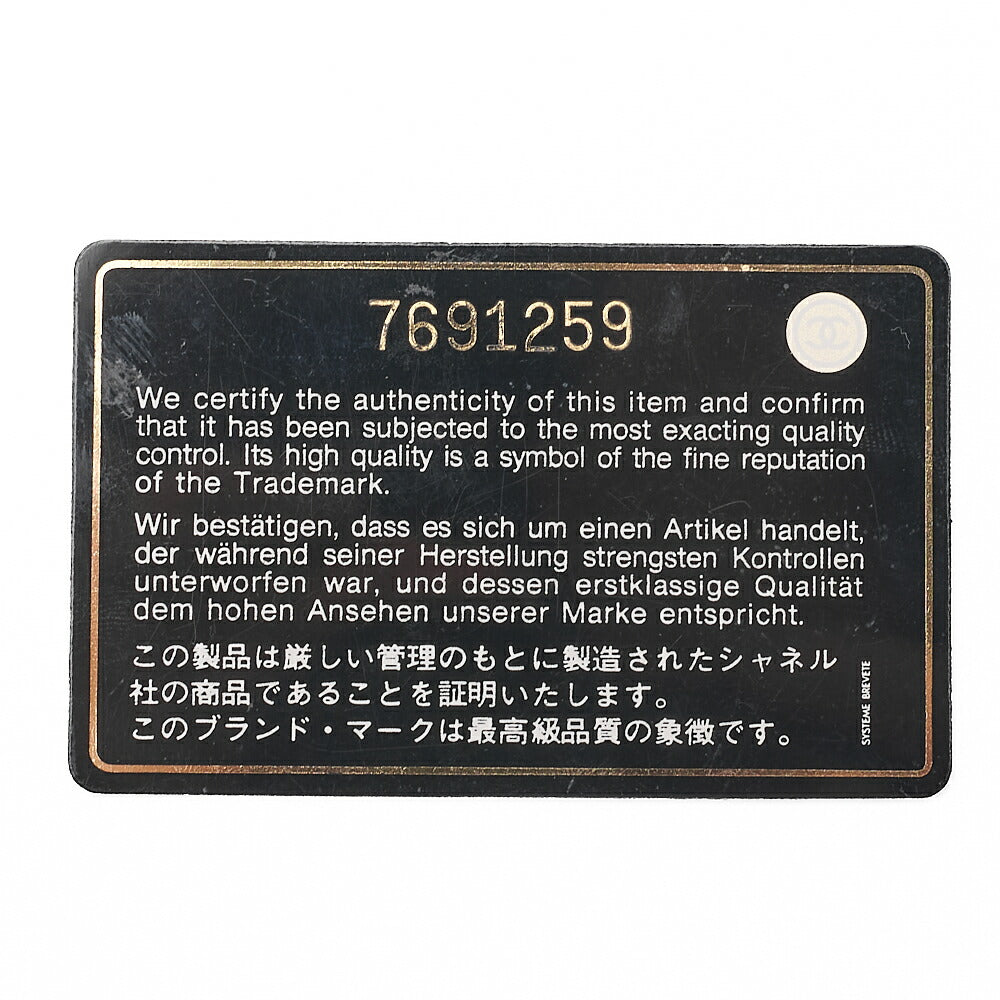 7691259
We certify the authenticity of this item and confirm
that it has been subjected to the most exacting quality
control. Its high quality is a symbol of the fine reputation
of the Trademark.
Wir bestätigen, dass es sich um einen Artikel handelt,
der während seiner Herstellung strengsten Kontrollen
unterworfen war, und dessen erstklassige Qualität
dem hohen Ansehen unserer Marke entspricht.
この製品は厳しい管理のもとに製造されたシャネル
社の商品であることを証明いたします。
このブランド・マークは最高級品質の象徴です。
SYSTEME BREVETE